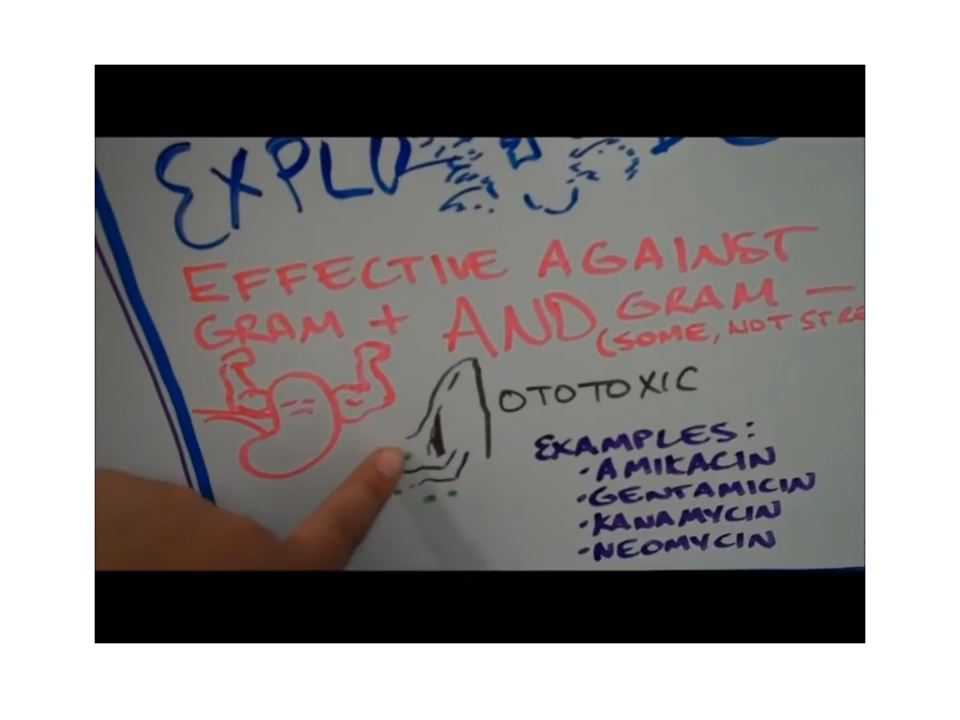 EFFECTIVE AGAINST
GRAM + AND GRAM —
(SOME, NOT
OTOTOXIC
EXAMPLES:
• AMIKACIN
• GENTAMICIN
• KANAMYCIN
• NEOMYCIN